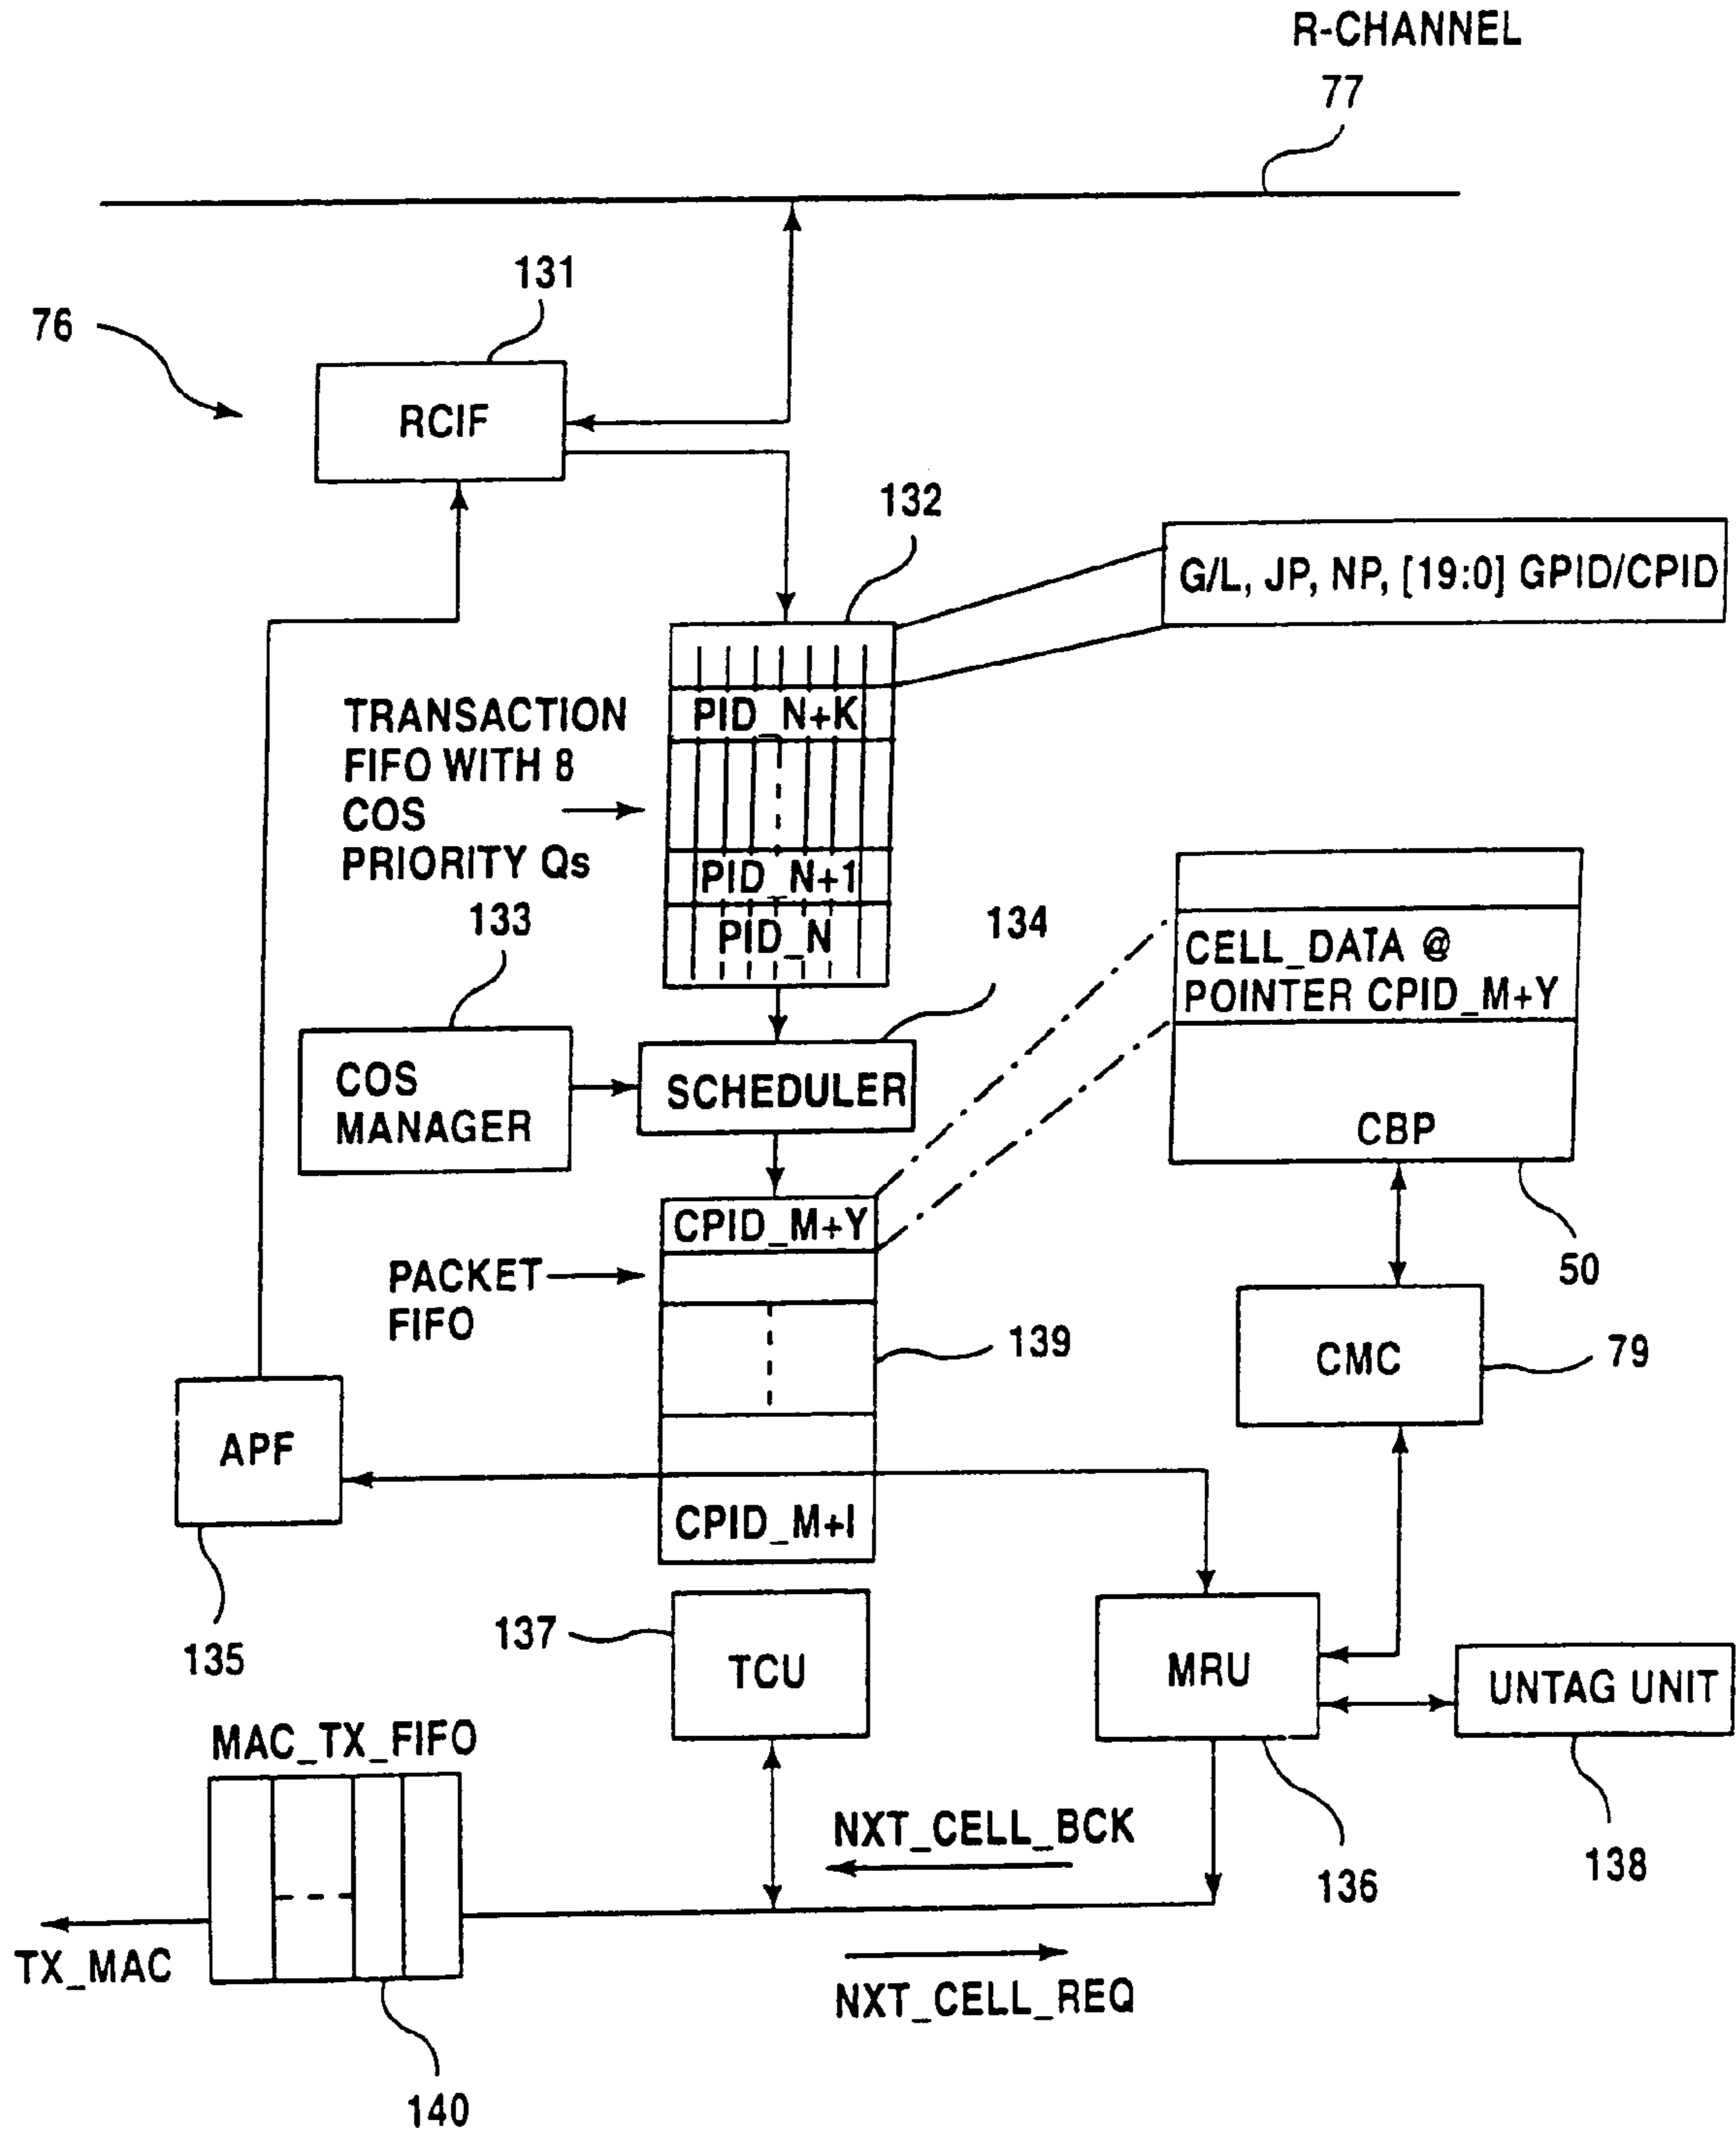 R-CHANNEL
77
131
76
RCIF
132
G/L, JP, NP, [19:0] GPID/CPID
TRANSACTION
FIFO WITH 8
COS
PRIORITY Qs
PID_N+K
PID_N+1
PID_N
133
134
CELL_DATA @
POINTER CPID_M+Y
CBP
COS
MANAGER
SCHEDULER
50
CPID_M+Y
PACKET
FIFO
139
CMC
79
APF
CPID_M+I
135
137
TCU
MRU
UNTAG UNIT
MAC_TX_FIFO
NXT_CELL_BCK
136
138
TX_MAC
NXT_CELL_REQ
140